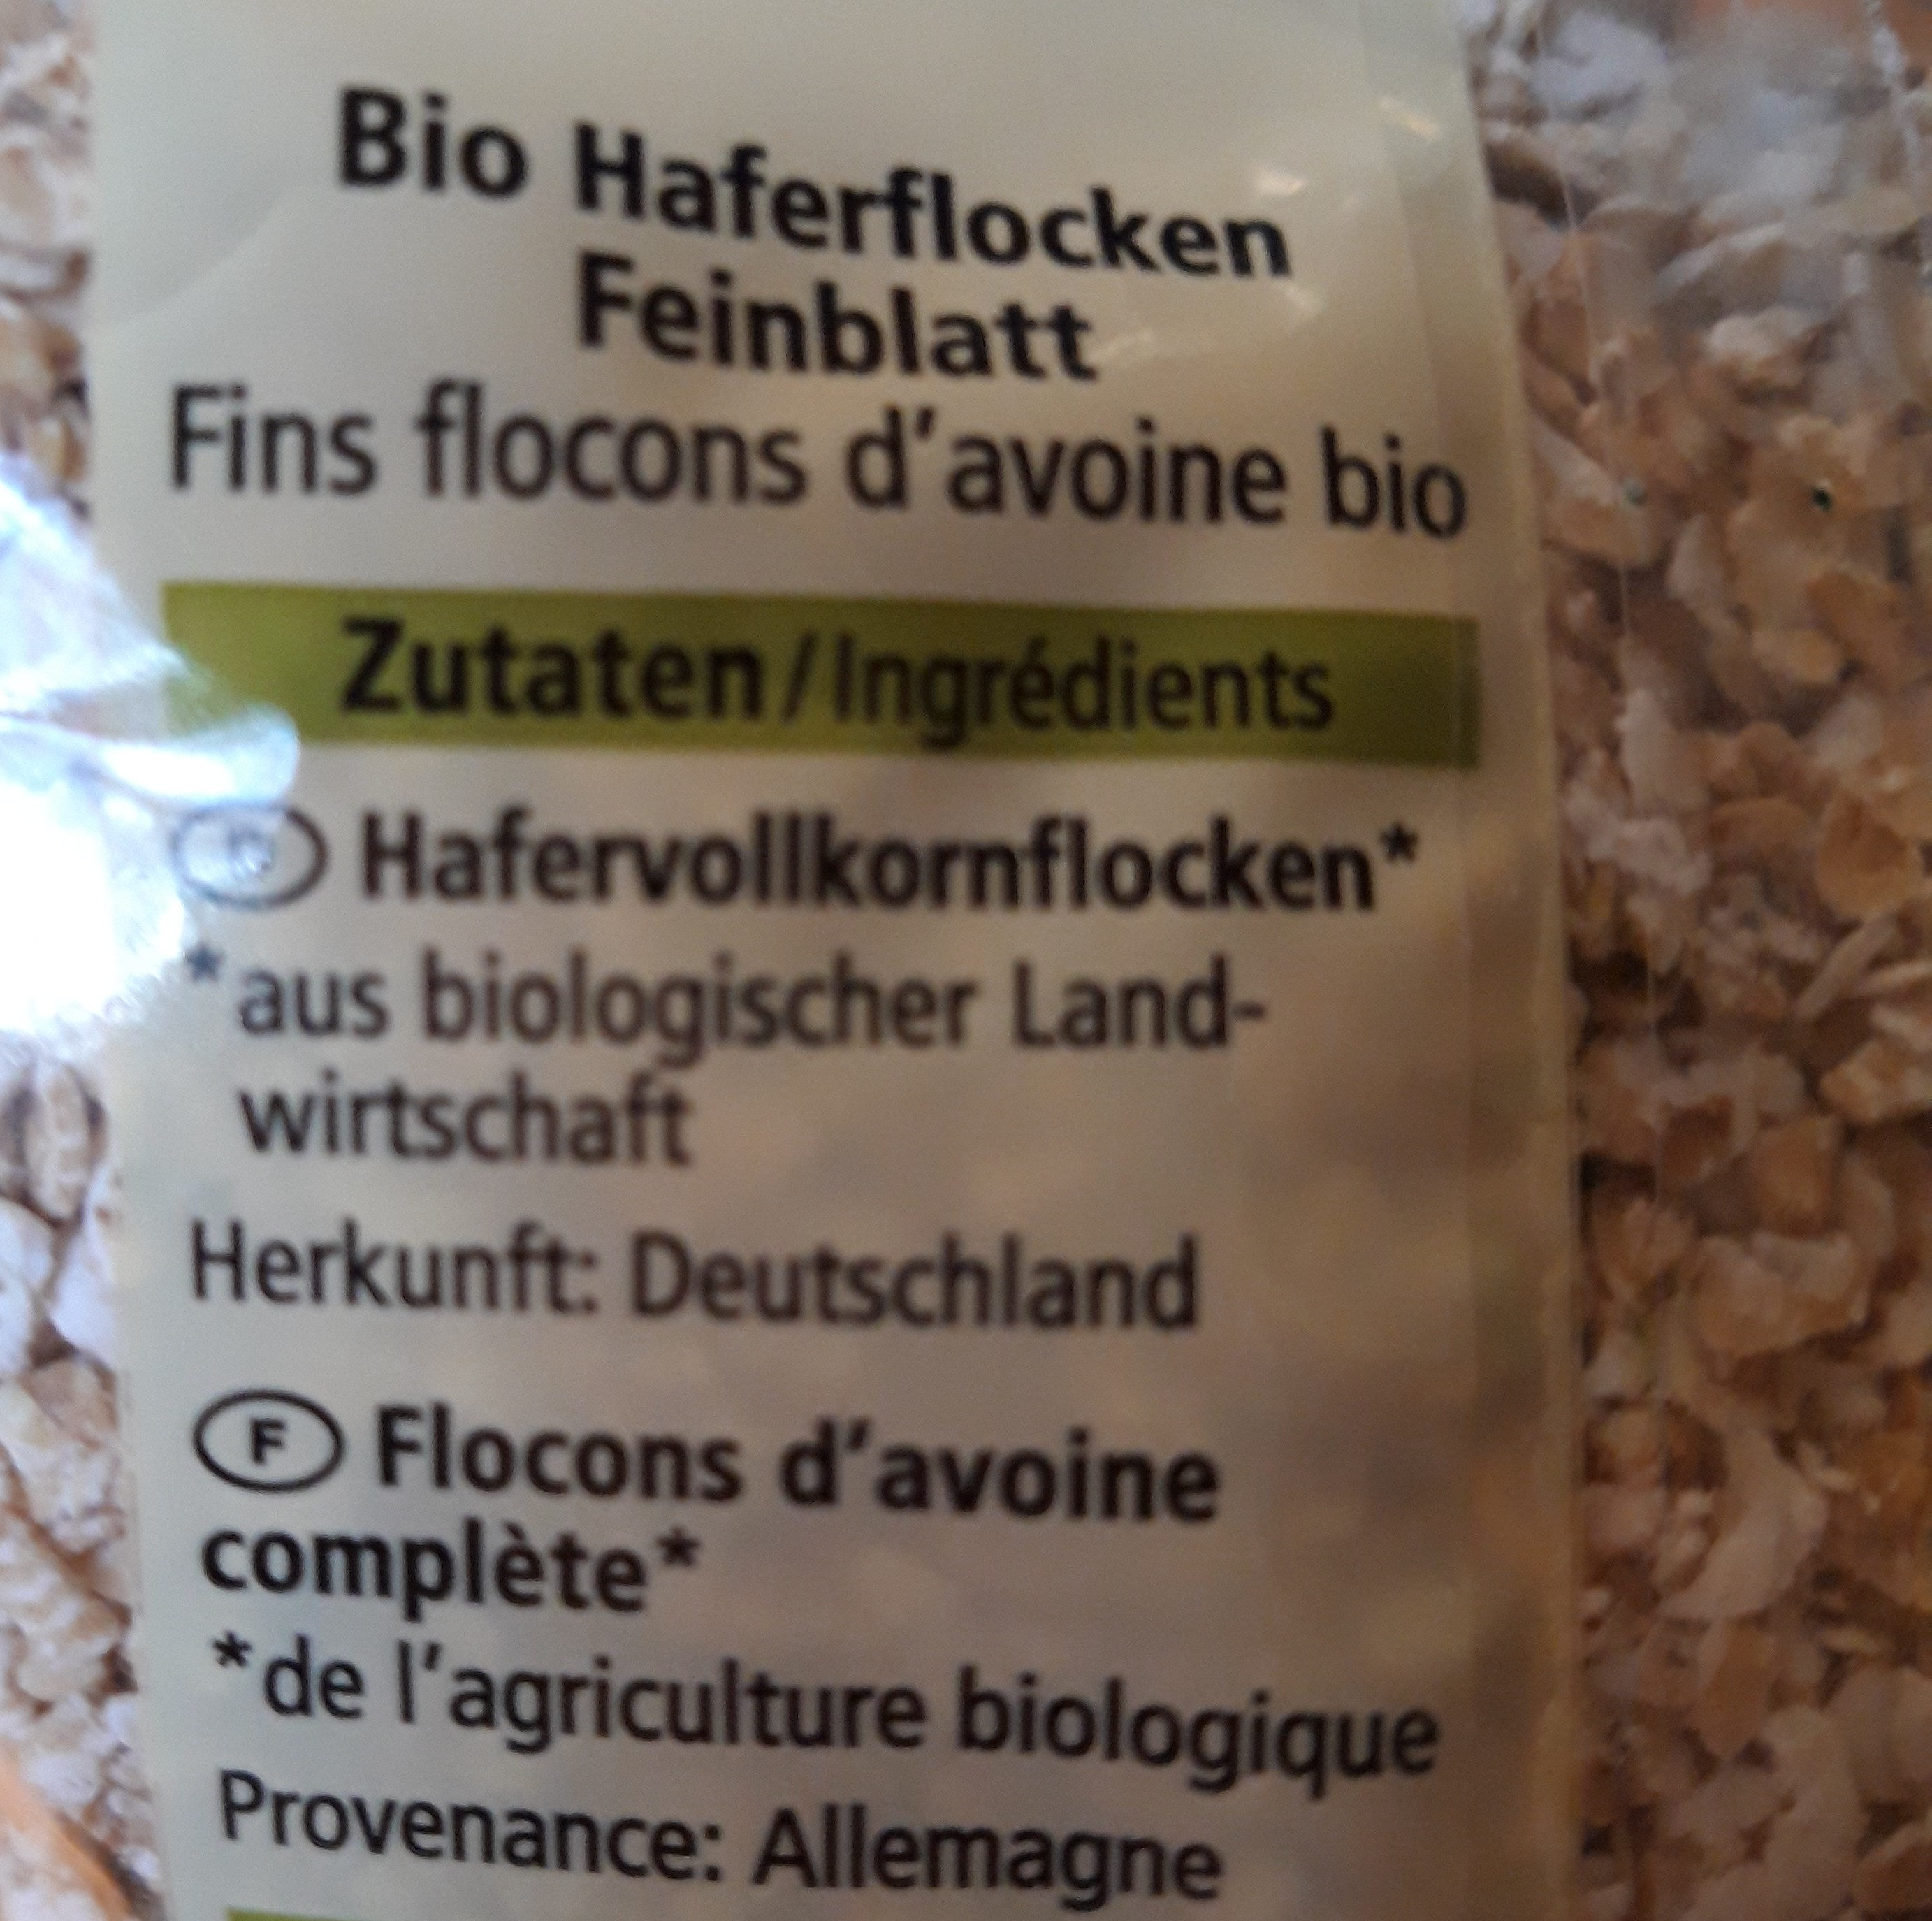 Bio Haferflocken
Feinblatt
Fins flocons d'avoine bio
Zutaten/Ingrédients
Hafervollkornflocken*
*aus biologischer Land-
wirtschaft
Herkunft: Deutschland
F Flocons d'avoine
complète*
*de l'agriculture biologique
Provenance: Allemagne